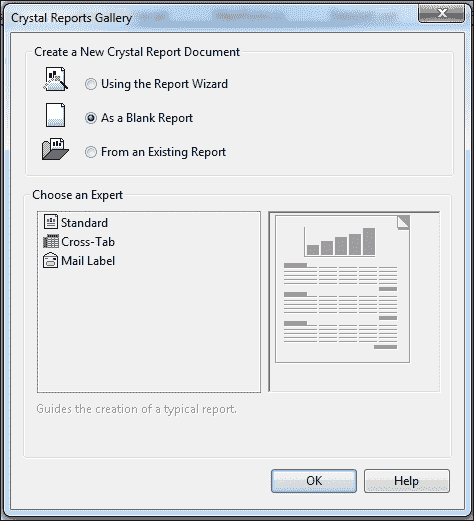 Crystal Reports Gallery
Create a New Crystal Report Document
Using the Report Wizard
As a Blank Report
From an Existing Report
Choose an Expert
Standard
Cross-Tab
Mail Label
Guides the creation of a typical report.
OK
Help